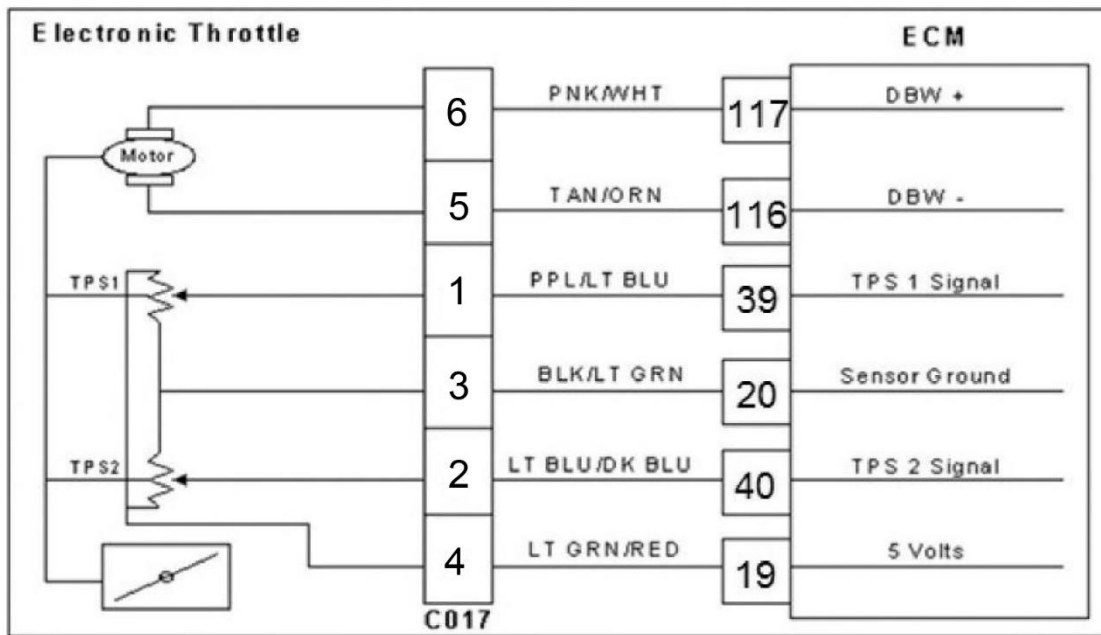 Electronic Throttle ECM
6 PNK/WHT 117 DBW +
Motor
5 TAN/ORN 116 DBW -
TPS1 1 PPL/LT BLU 39 TPS 1 Signal
3 BLK/LT GRN 20 Sensor Ground
TPS2 2 LT BLU/DK BLU 40 TPS 2 Signal
4 LT GRN/RED 19 5 Volts
C017